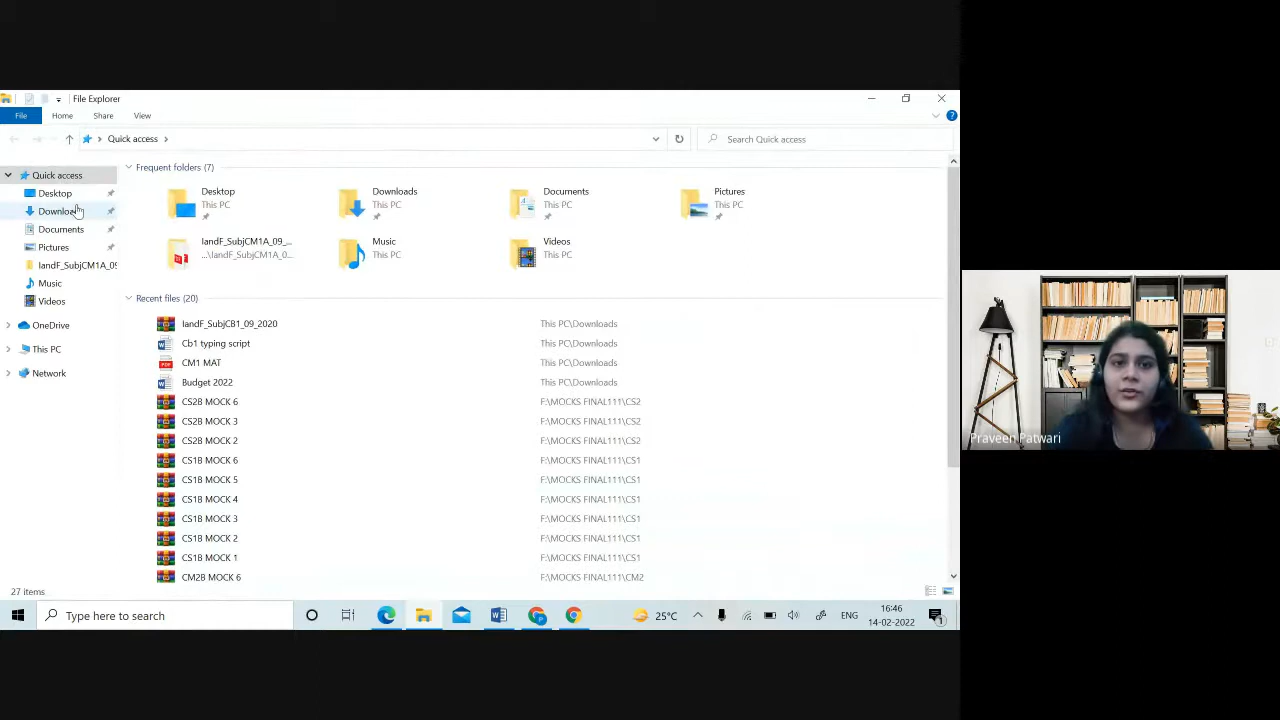 File Explorer
File Home Share View
Quick access
Search Quick access
Quick access
Desktop
Downloa
Documents
Pictures
IandF_SubjCM1A_09
Music
Videos
OneDrive
This PC
Network
Frequent folders (7)
Desktop
This PC
Downloads
This PC
Documents
This PC
Pictures
This PC
IandF_SubjCM1A_09_...
...\IandF_SubjCM1A_0...
Music
This PC
Videos
This PC
Recent files (20)
IandF_SubjCB1_09_2020 This PC\Downloads
Cb1 typing script This PC\Downloads
CM1 MAT This PC\Downloads
Budget 2022 This PC\Downloads
CS2B MOCK 6 F:\MOCKS FINAL111\CS2
CS2B MOCK 3 F:\MOCKS FINAL111\CS2
CS2B MOCK 2 F:\MOCKS FINAL111\CS2
CS1B MOCK 6 F:\MOCKS FINAL111\CS1
CS1B MOCK 5 F:\MOCKS FINAL111\CS1
CS1B MOCK 4 F:\MOCKS FINAL111\CS1
CS1B MOCK 3 F:\MOCKS FINAL111\CS1
CS1B MOCK 2 F:\MOCKS FINAL111\CS1
CS1B MOCK 1 F:\MOCKS FINAL111\CS1
CM2B MOCK 6 F:\MOCKS FINAL111\CM2
27 items
Type here to search
25°C
ENG
16:46
14-02-2022
1
Praveen Patwari